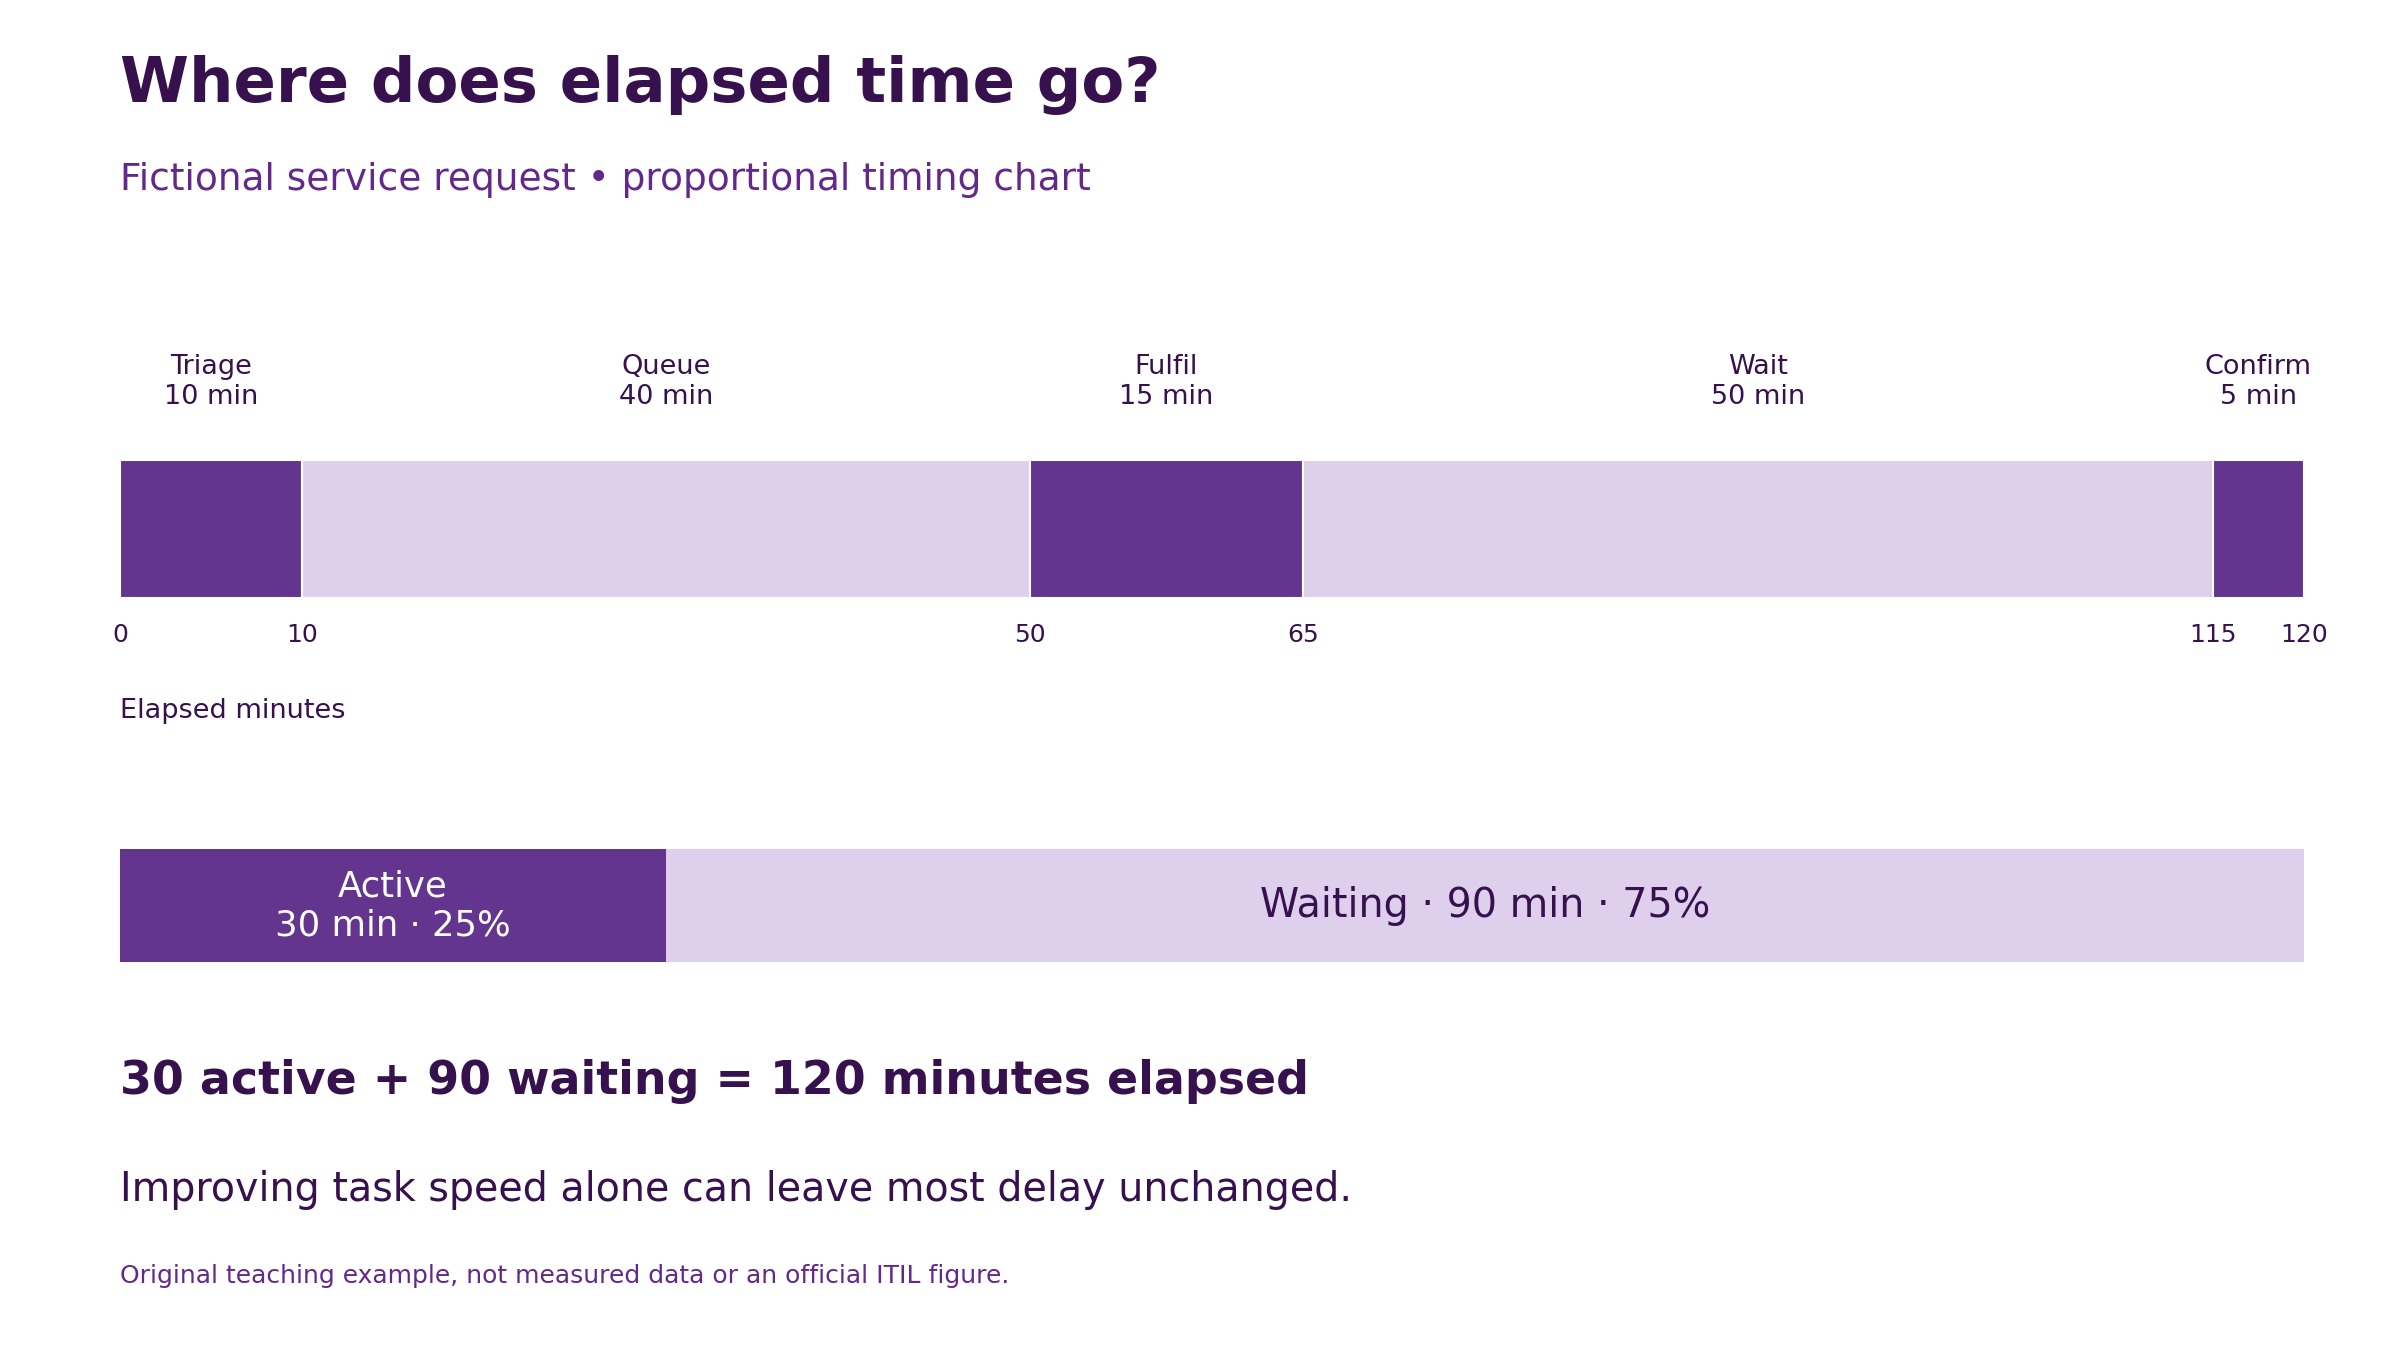 Where does elapsed time go?
Fictional service request • proportional timing chart
Triage
10 min
Queue
40 min
Fulfil
15 min
Wait
50 min
Confirm
5 min
0 10 50 65 115 120
Elapsed minutes
Active
30 min · 25%
Waiting · 90 min · 75%
30 active + 90 waiting = 120 minutes elapsed
Improving task speed alone can leave most delay unchanged.
Original teaching example, not measured data or an official ITIL figure.